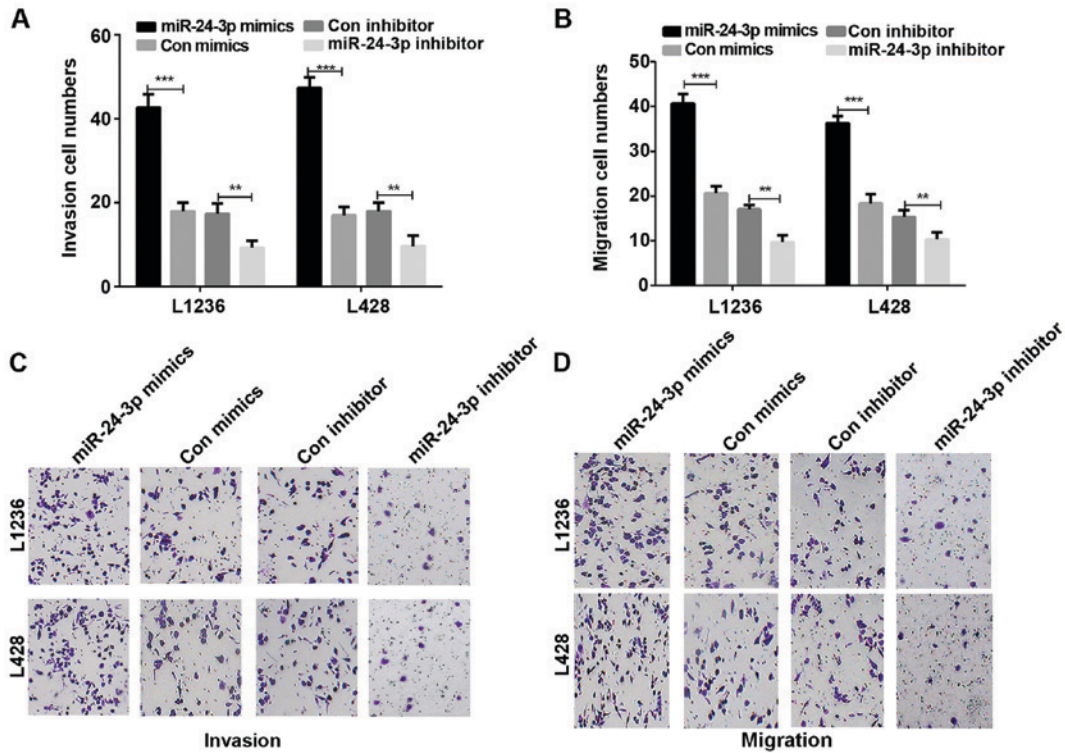 A
miR-24-3p mimics
Con inhibitor
Con mimics
miR-24-3p inhibitor
Invasion cell numbers
60
40
20
0
***
**
***
**
L1236
L428
B
miR-24-3p mimics
Con inhibitor
Con mimics
miR-24-3p inhibitor
Migration cell numbers
50
40
30
20
10
0
***
**
***
**
L1236
L428
C
miR-24-3p mimics
Con mimics
Con inhibitor
miR-24-3p inhibitor
L1236
L428
Invasion
D
miR-24-3p mimics
Con mimics
Con inhibitor
miR-24-3p inhibitor
L1236
L428
Migration